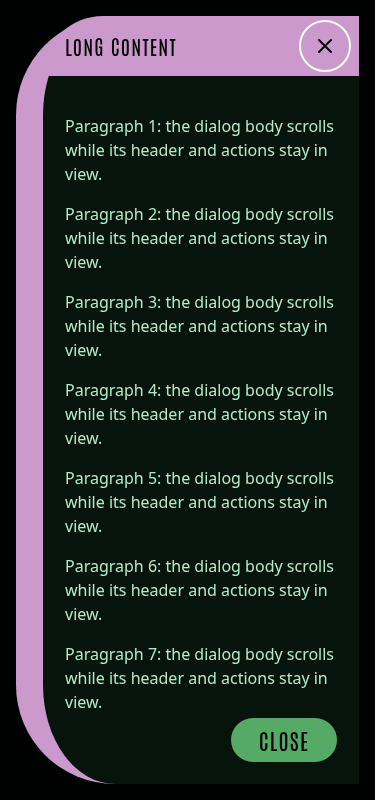 LONG CONTENT
Paragraph 1: the dialog body scrolls
while its header and actions stay in
view.
Paragraph 2: the dialog body scrolls
while its header and actions stay in
view.
Paragraph 3: the dialog body scrolls
while its header and actions stay in
view.
Paragraph 4: the dialog body scrolls
while its header and actions stay in
view.
Paragraph 5: the dialog body scrolls
while its header and actions stay in
view.
Paragraph 6: the dialog body scrolls
while its header and actions stay in
view.
Paragraph 7: the dialog body scrolls
while its header and actions stay in
view.
CLOSE